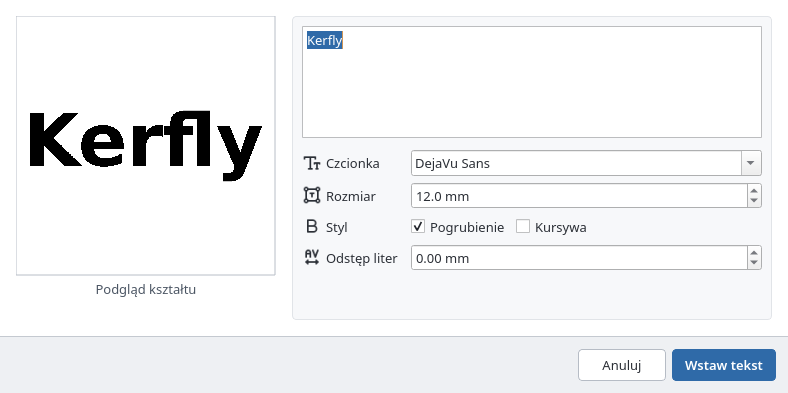 Kerfly
Podgląd kształtu
Kerfly
Czcionka DejaVu Sans
Rozmiar 12.0 mm
Styl Pogrubienie Kursywa
Odstęp liter 0.00 mm
Anuluj Wstaw tekst